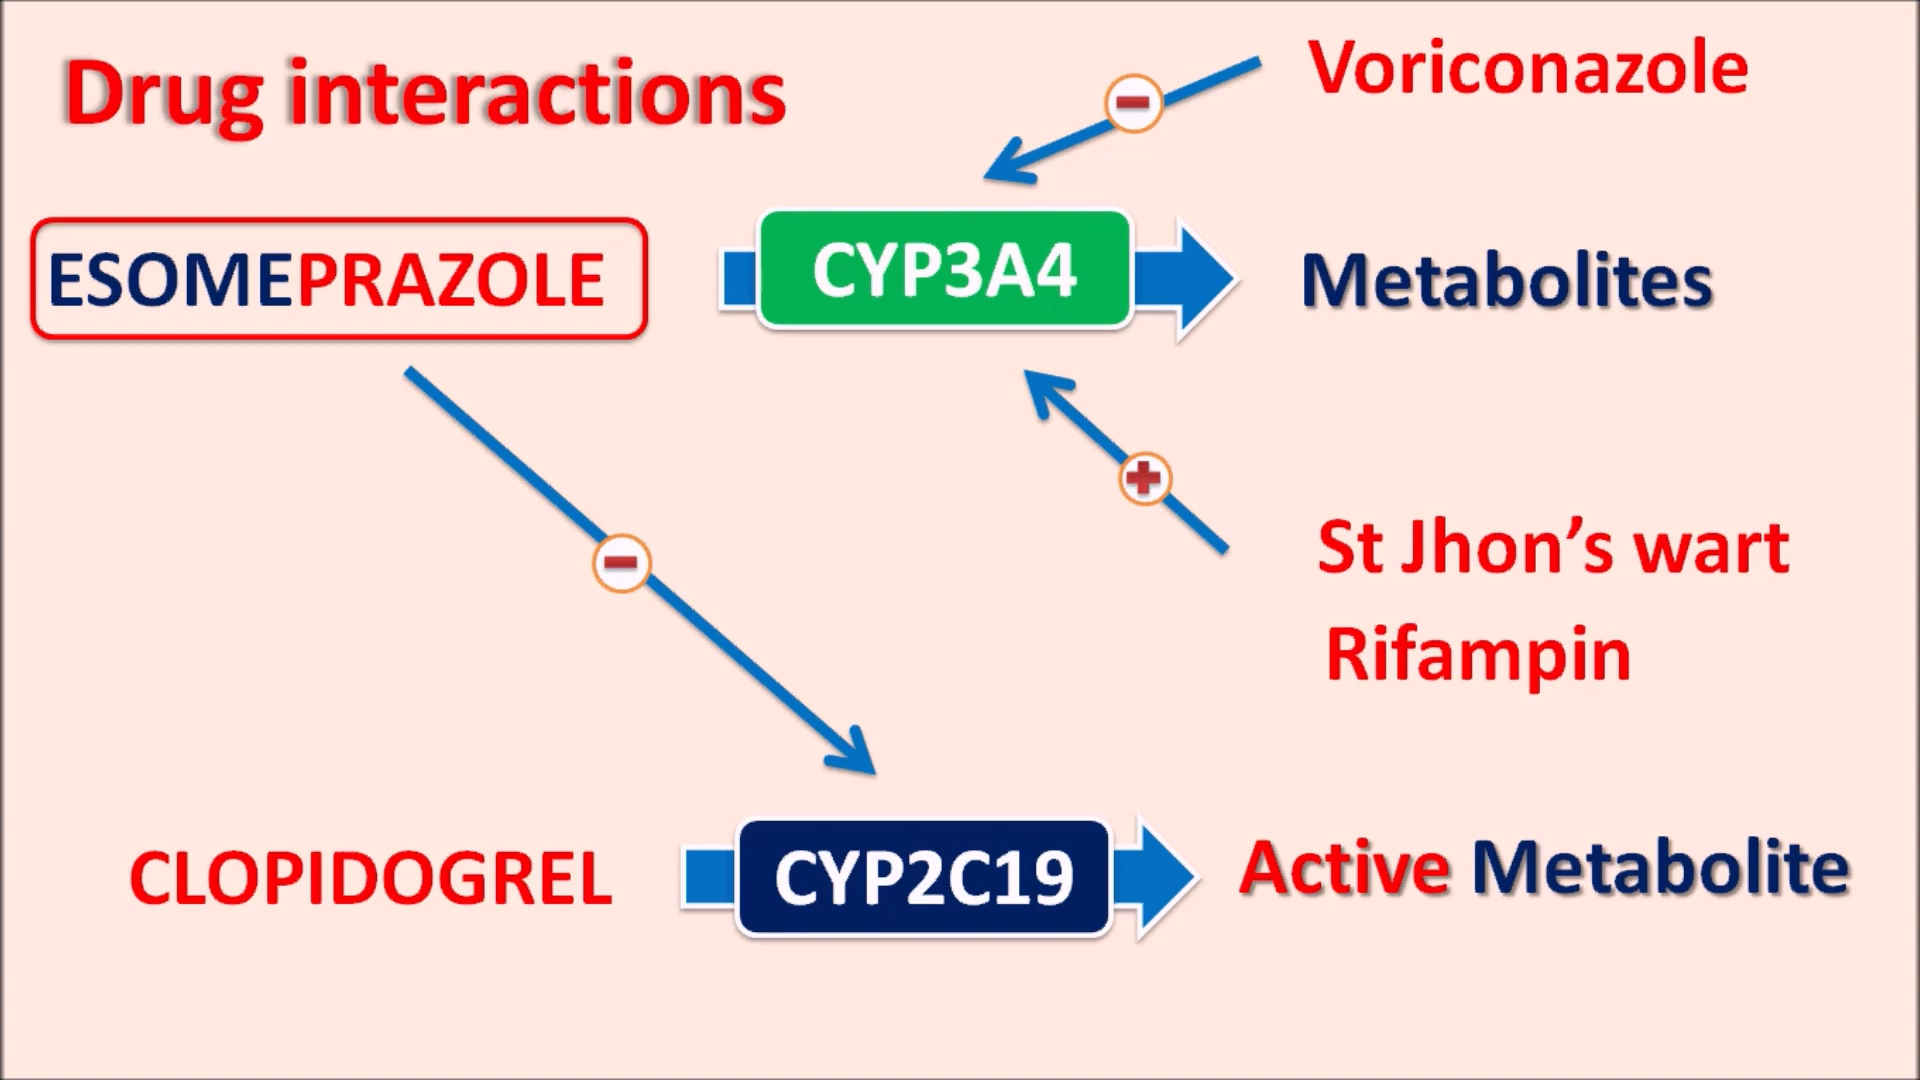 Drug interactions
Voriconazole
ESOMEPRAZOLE
CYP3A4
Metabolites
St Jhon’s wart
Rifampin
CLOPIDOGREL
CYP2C19
Active Metabolite